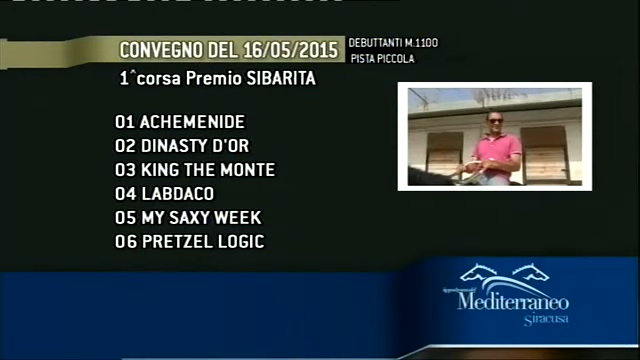 CONVEGNO DEL 16/05/2015
DEBUTTANTI M.1100
PISTA PICCOLA
1^corsa Premio SIBARITA
01 ACHEMENIDE
02 DINASTY D'OR
03 KING THE MONTE
04 LABDACO
05 MY SAXY WEEK
06 PRETZEL LOGIC
Mediterraneo
Siracusa